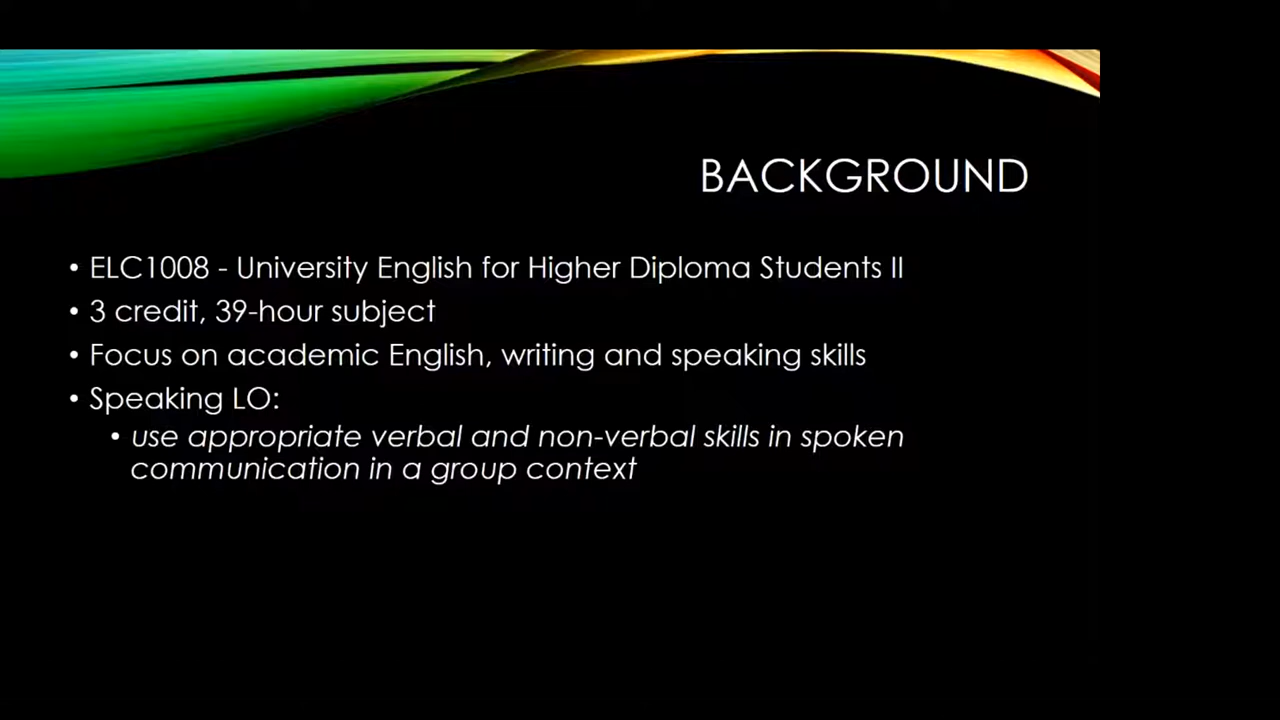 BACKGROUND
• ELC1008 - University English for Higher Diploma Students II
• 3 credit, 39-hour subject
• Focus on academic English, writing and speaking skills
• Speaking LO:
• use appropriate verbal and non-verbal skills in spoken
communication in a group context